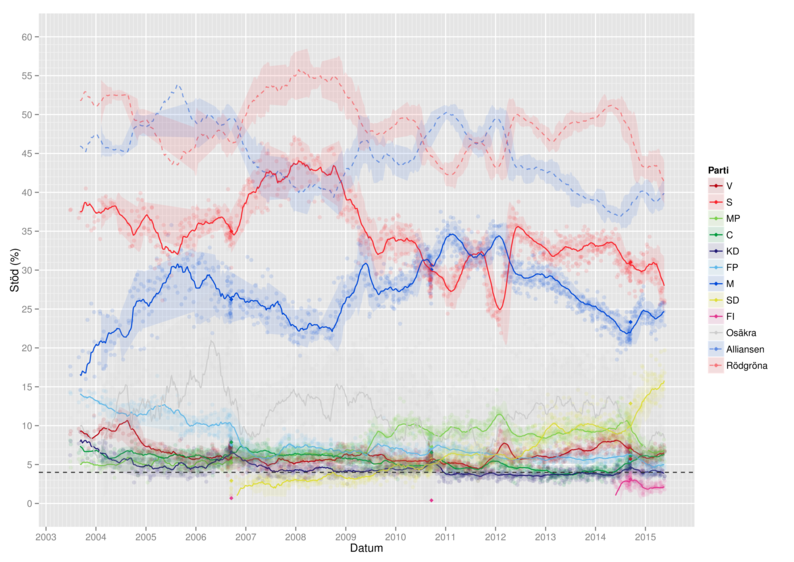 60
55
50
45
40
35
30
25
20
15
10
5
0
Stöd (%)
2003 2004 2005 2006 2007 2008 2009 2010 2011 2012 2013 2014 2015
Datum
Parti
V
S
MP
C
KD
FP
M
SD
FI
Osäkra
Alliansen
Rödgröna